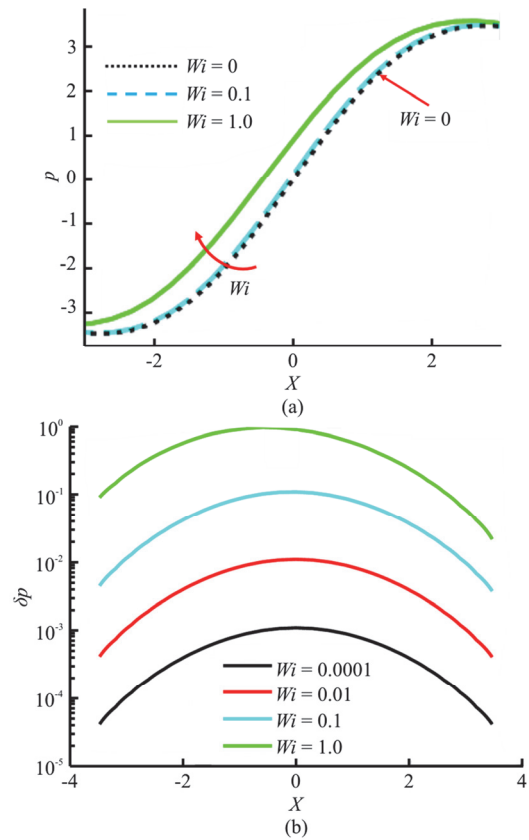 3
2
1
0
-1
-2
-3
p
Wi = 0
Wi = 0.1
Wi = 1.0
Wi = 0
Wi
-2
0
2
X
(a)
10^0
10^-1
10^-2
10^-3
10^-4
10^-5
δp
Wi = 0.0001
Wi = 0.01
Wi = 0.1
Wi = 1.0
-4
-2
0
2
4
X
(b)